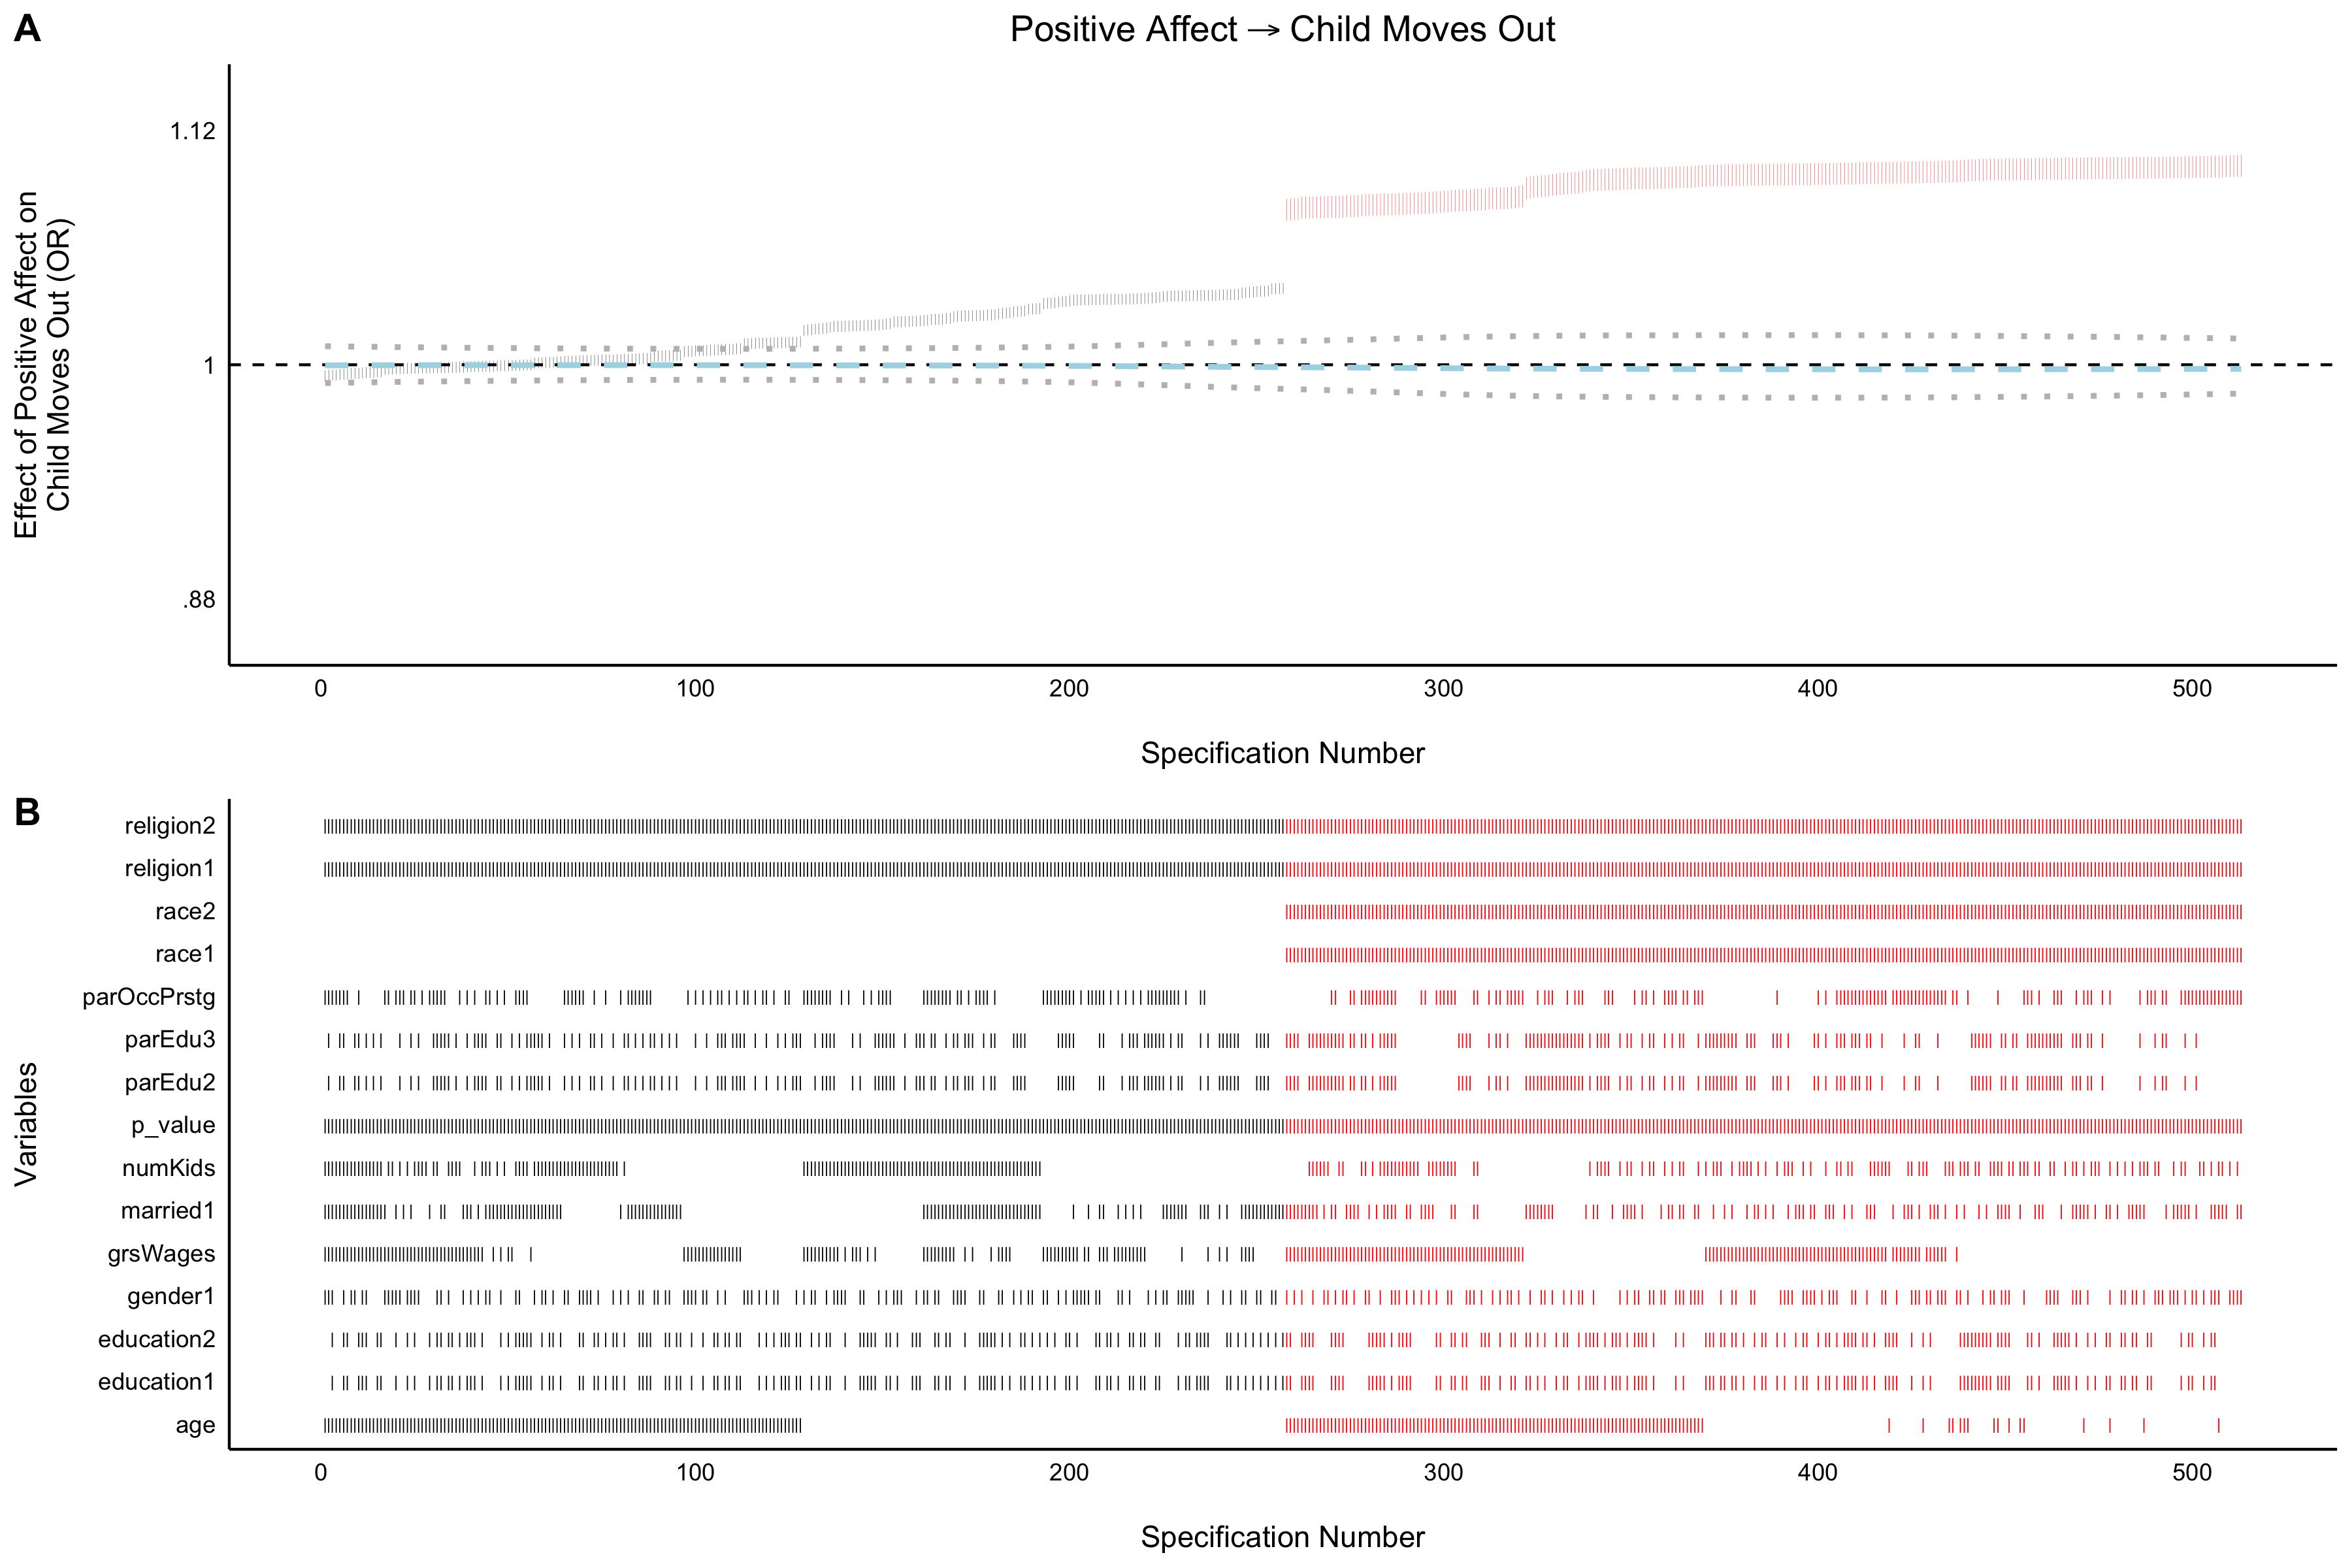 A
Positive Affect → Child Moves Out
Effect of Positive Affect on
Child Moves Out (OR)
1.12
1
.88
0 100 200 300 400 500
Specification Number
B
Variables
religion2
religion1
race2
race1
parOccPrstg
parEdu3
parEdu2
p_value
numKids
married1
grsWages
gender1
education2
education1
age
0 100 200 300 400 500
Specification Number